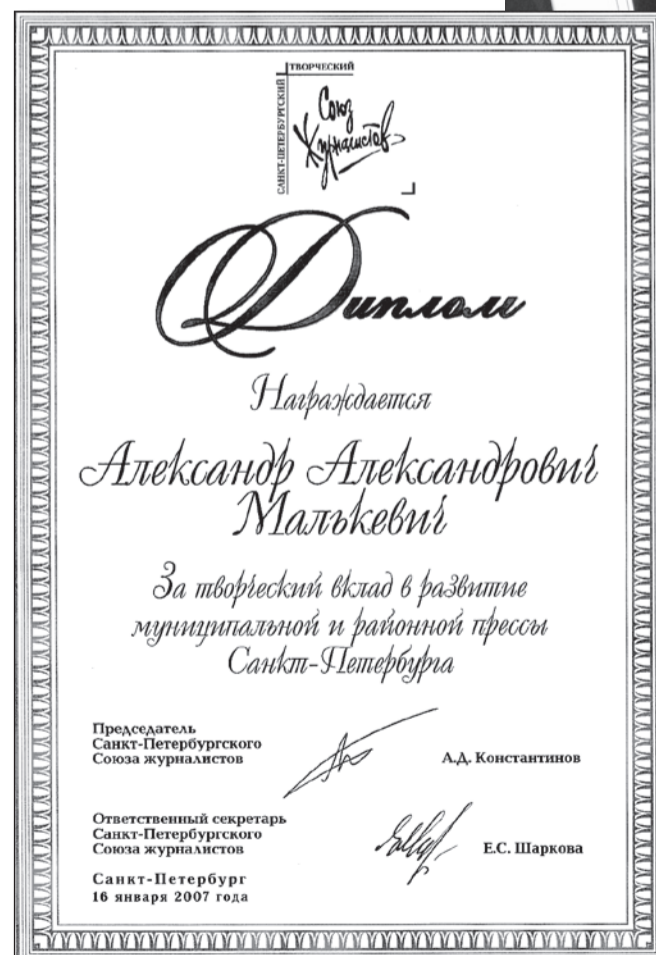 ТВОРЧЕСКИЙ
САНКТ-ПЕТЕРБУРГСКИЙ
Союз
Журналистов
Диплом
Награждается
Александр Александрович
Малькевич
За творческий вклад в развитие
муниципальной и районной прессы
Санкт-Петербурга
Председатель
Санкт-Петербургского
Союза журналистов
А.Д. Константинов
Ответственный секретарь
Санкт-Петербургского
Союза журналистов
Е.С. Шаркова
Санкт-Петербург
16 января 2007 года